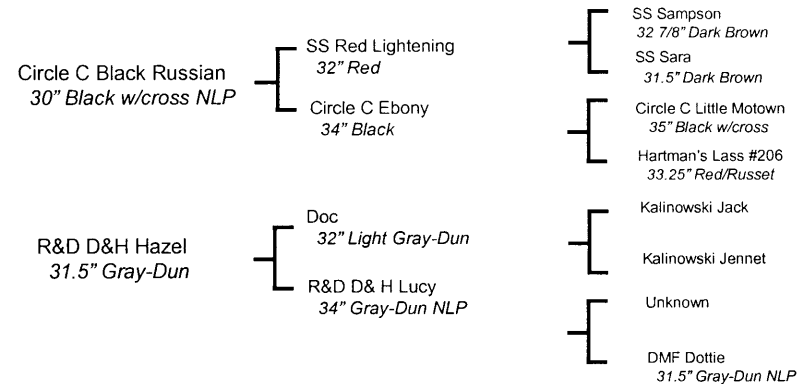 Circle C Black Russian
30" Black w/cross NLP
SS Red Lightening
32" Red
Circle C Ebony
34" Black
SS Sampson
32 7/8" Dark Brown
SS Sara
31.5" Dark Brown
Circle C Little Motown
35" Black w/cross
Hartman's Lass #206
33.25" Red/Russet
R&D D&H Hazel
31.5" Gray-Dun
Doc
32" Light Gray-Dun
R&D D& H Lucy
34" Gray-Dun NLP
Kalinowski Jack
Kalinowski Jennet
Unknown
DMF Dottie
31.5" Gray-Dun NLP